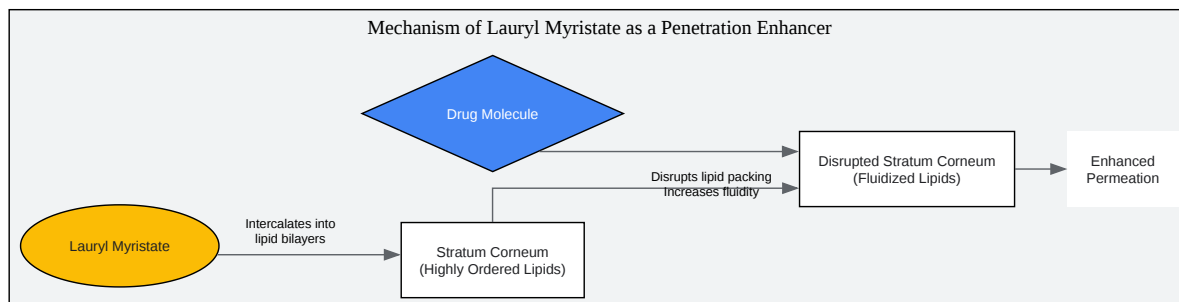 Mechanism of Lauryl Myristate as a Penetration Enhancer
Drug Molecule
Disrupted Stratum Corneum
(Fluidized Lipids)
Enhanced
Permeation
Disrupts lipid packing
Increases fluidity
Intercalates into
lipid bilayers
Lauryl Myristate
Stratum Corneum
(Highly Ordered Lipids)